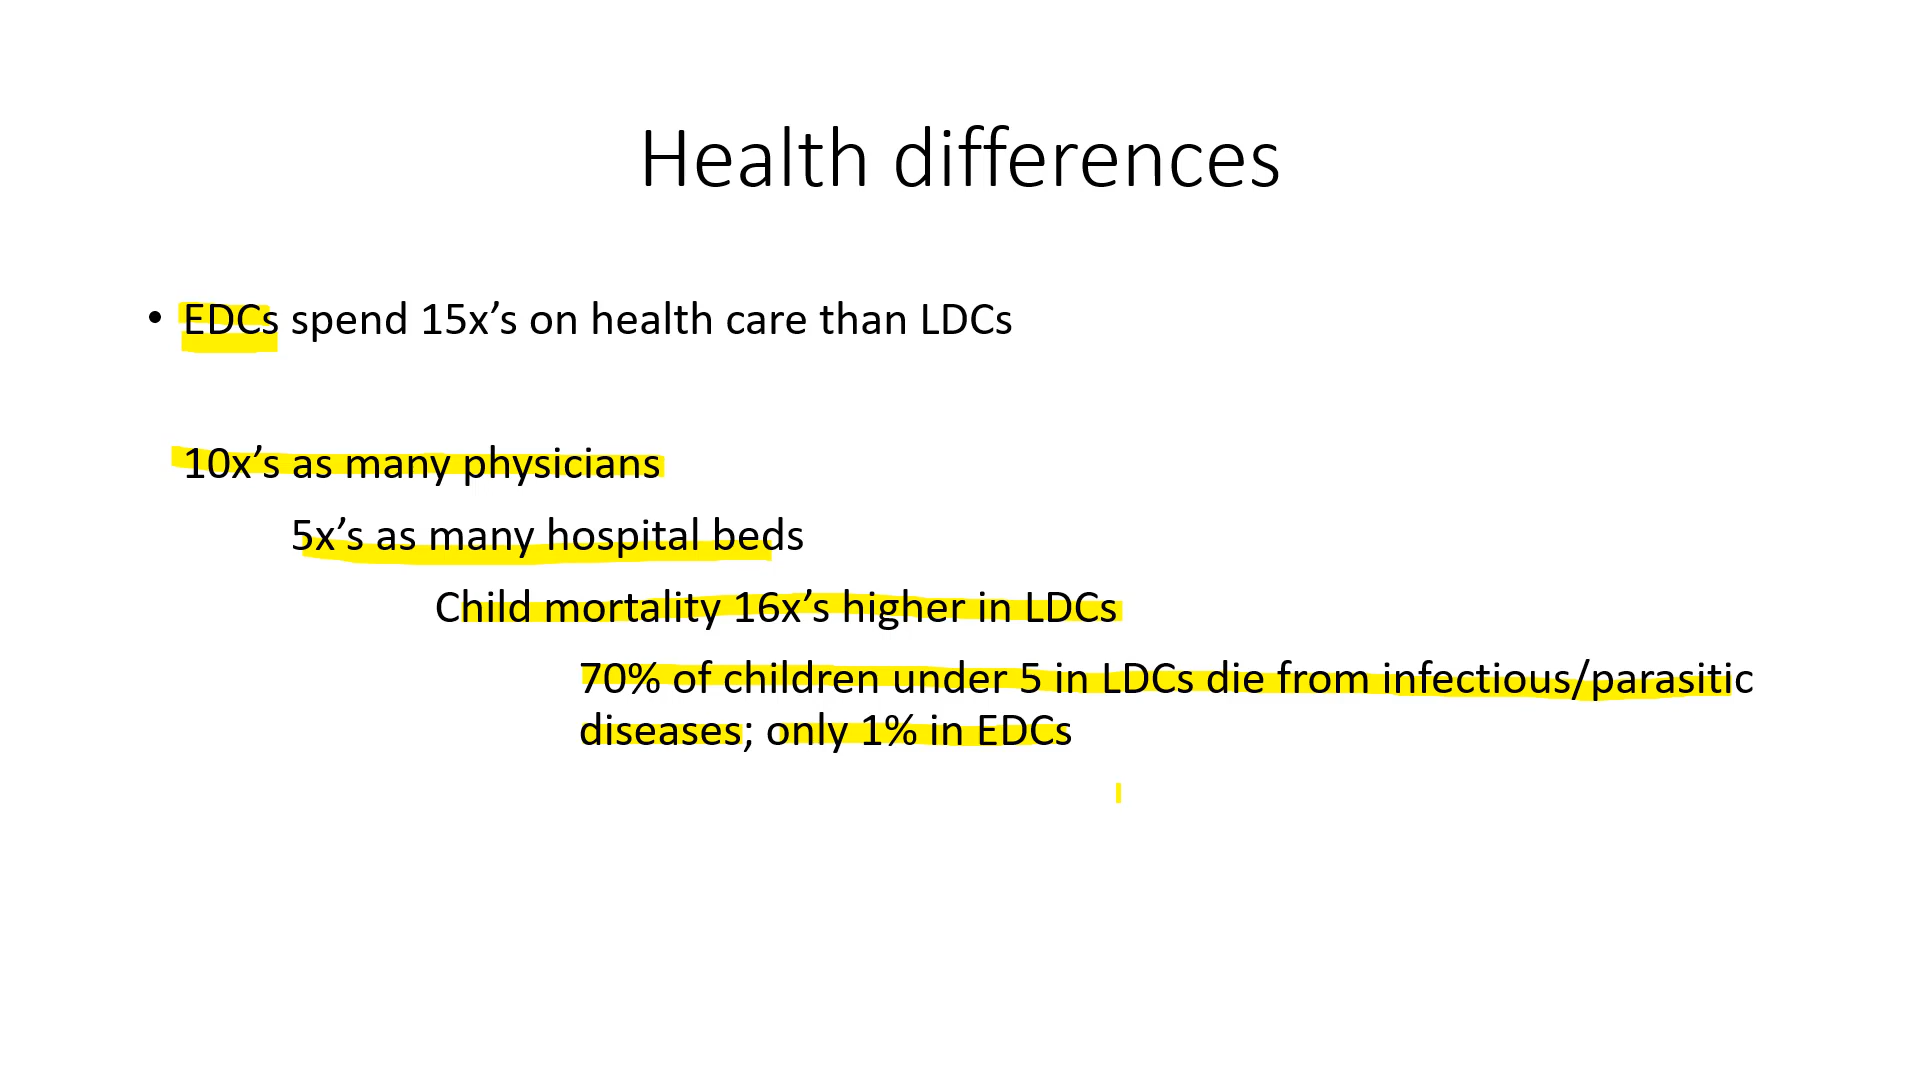 Health differences
• EDCs spend 15x’s on health care than LDCs
10x’s as many physicians
5x’s as many hospital beds
Child mortality 16x’s higher in LDCs
70% of children under 5 in LDCs die from infectious/parasitic
diseases; only 1% in EDCs